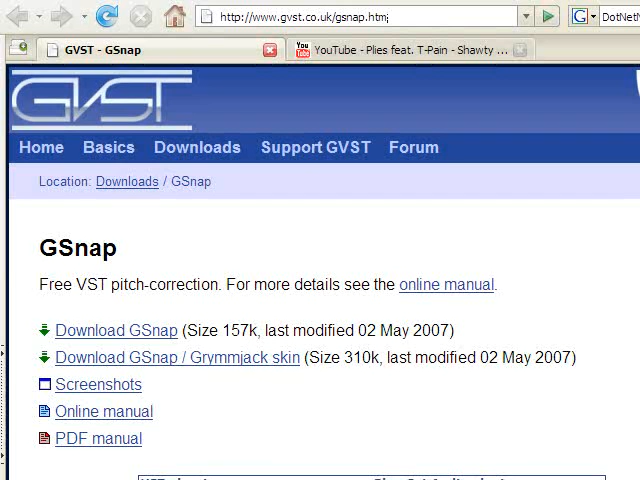 http://www.gvst.co.uk/gsnap.htm
G
GVST - GSnap
You Tube
YouTube - Plies feat. T-Pain - Shawty ...
GVST
Home Basics Downloads Support GVST Forum
Location: Downloads / GSnap
GSnap
Free VST pitch-correction. For more details see the online manual.
Download GSnap (Size 157k, last modified 02 May 2007)
Download GSnap / Grymmjack skin (Size 310k, last modified 02 May 2007)
Screenshots
Online manual
PDF manual